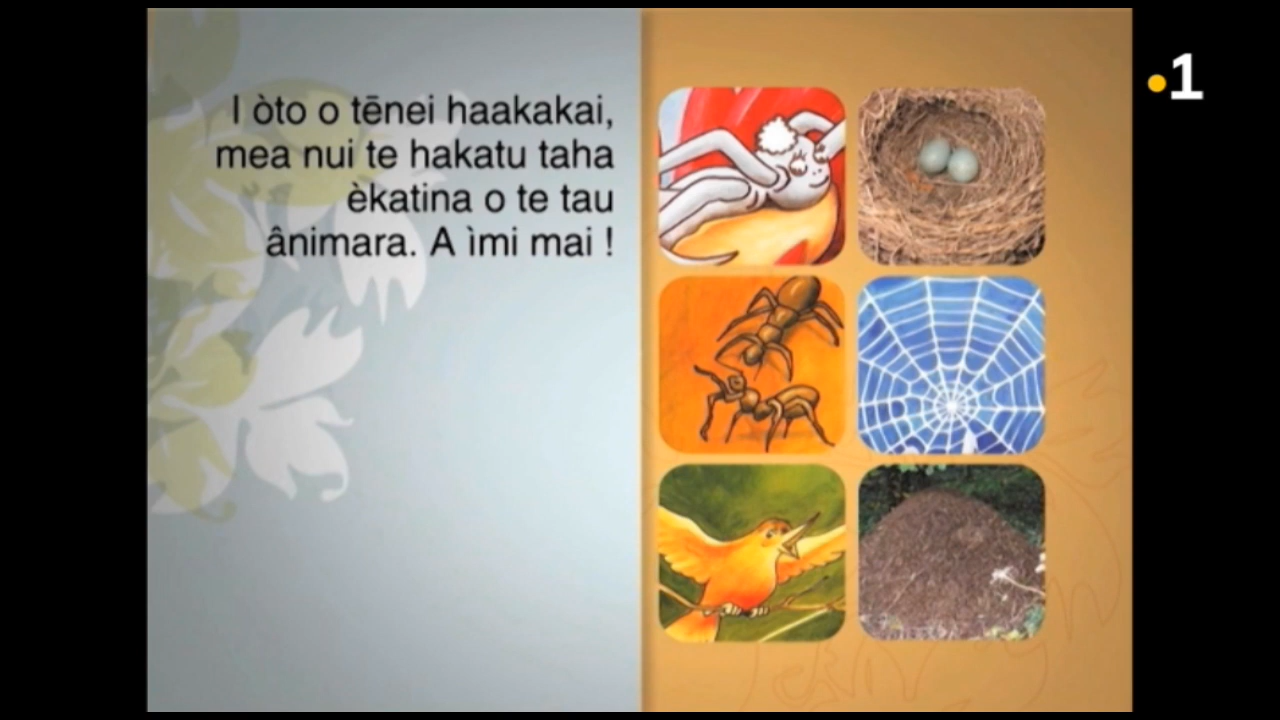 I òto o tēnei haakakai,
mea nui te hakatu taha
èkatina o te tau
ânimara. A ìmi mai !
1